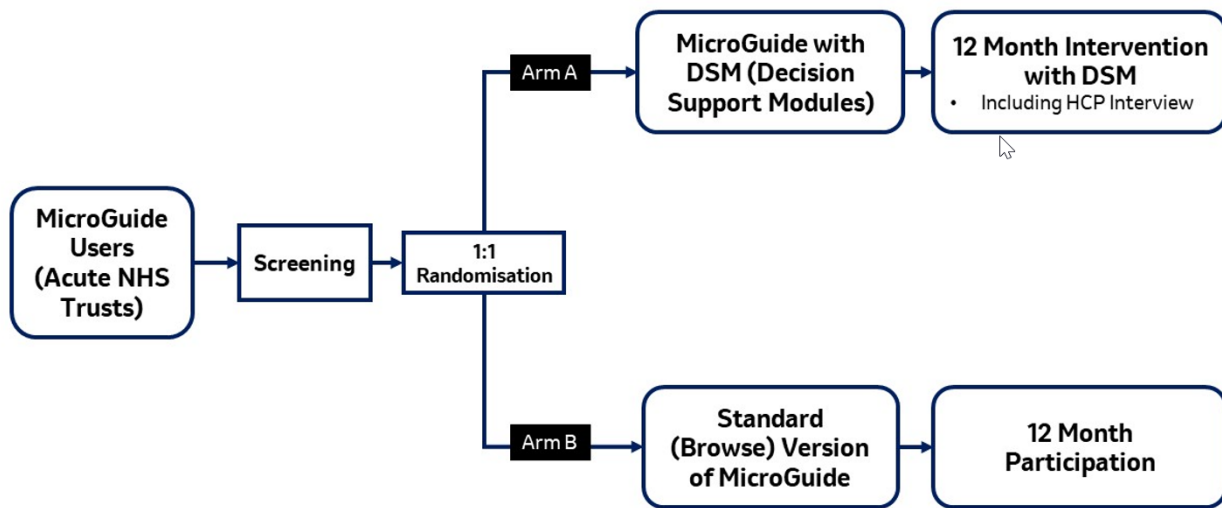 MicroGuide
Users
(Acute NHS
Trusts)
Screening
1:1
Randomisation
Arm A
MicroGuide with
DSM (Decision
Support Modules)
12 Month Intervention
with DSM
• Including HCP Interview
Arm B
Standard
(Browse) Version
of MicroGuide
12 Month
Participation